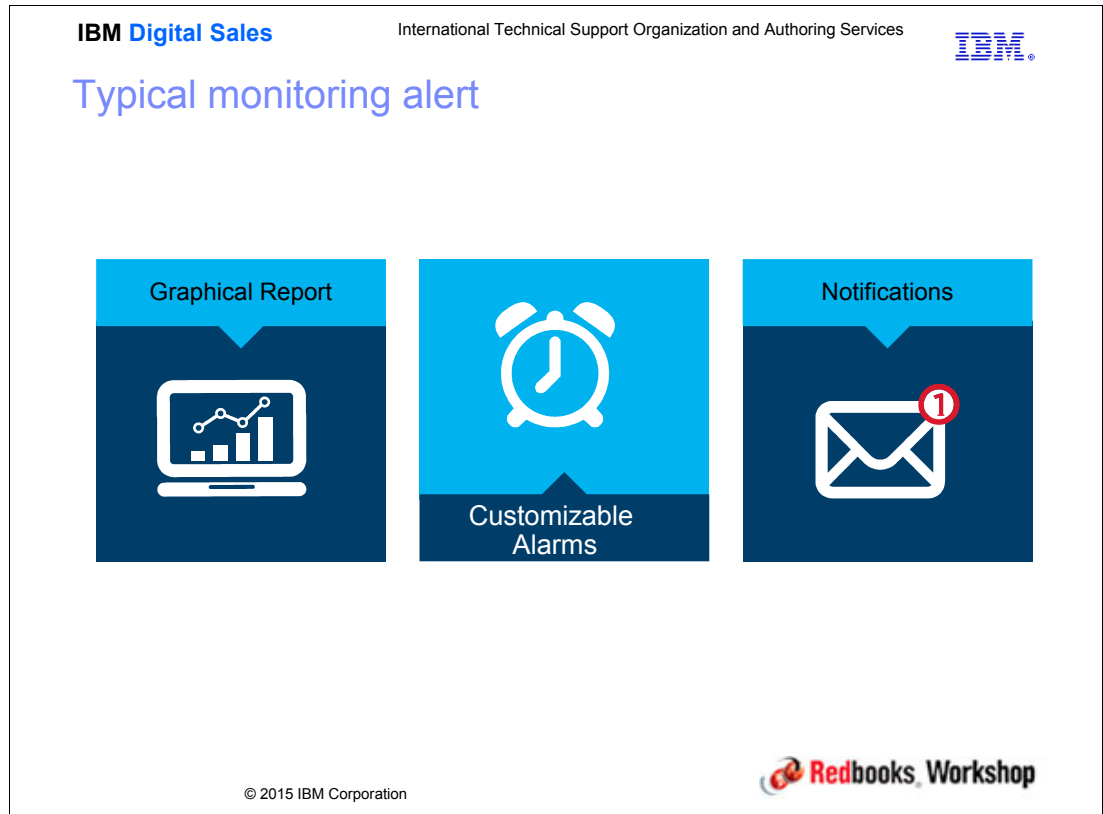 IBM Digital Sales
International Technical Support Organization and Authoring Services
IBM®
Typical monitoring alert
Graphical Report
Customizable
Alarms
Notifications
1
© 2015 IBM Corporation
Redbooks® Workshop